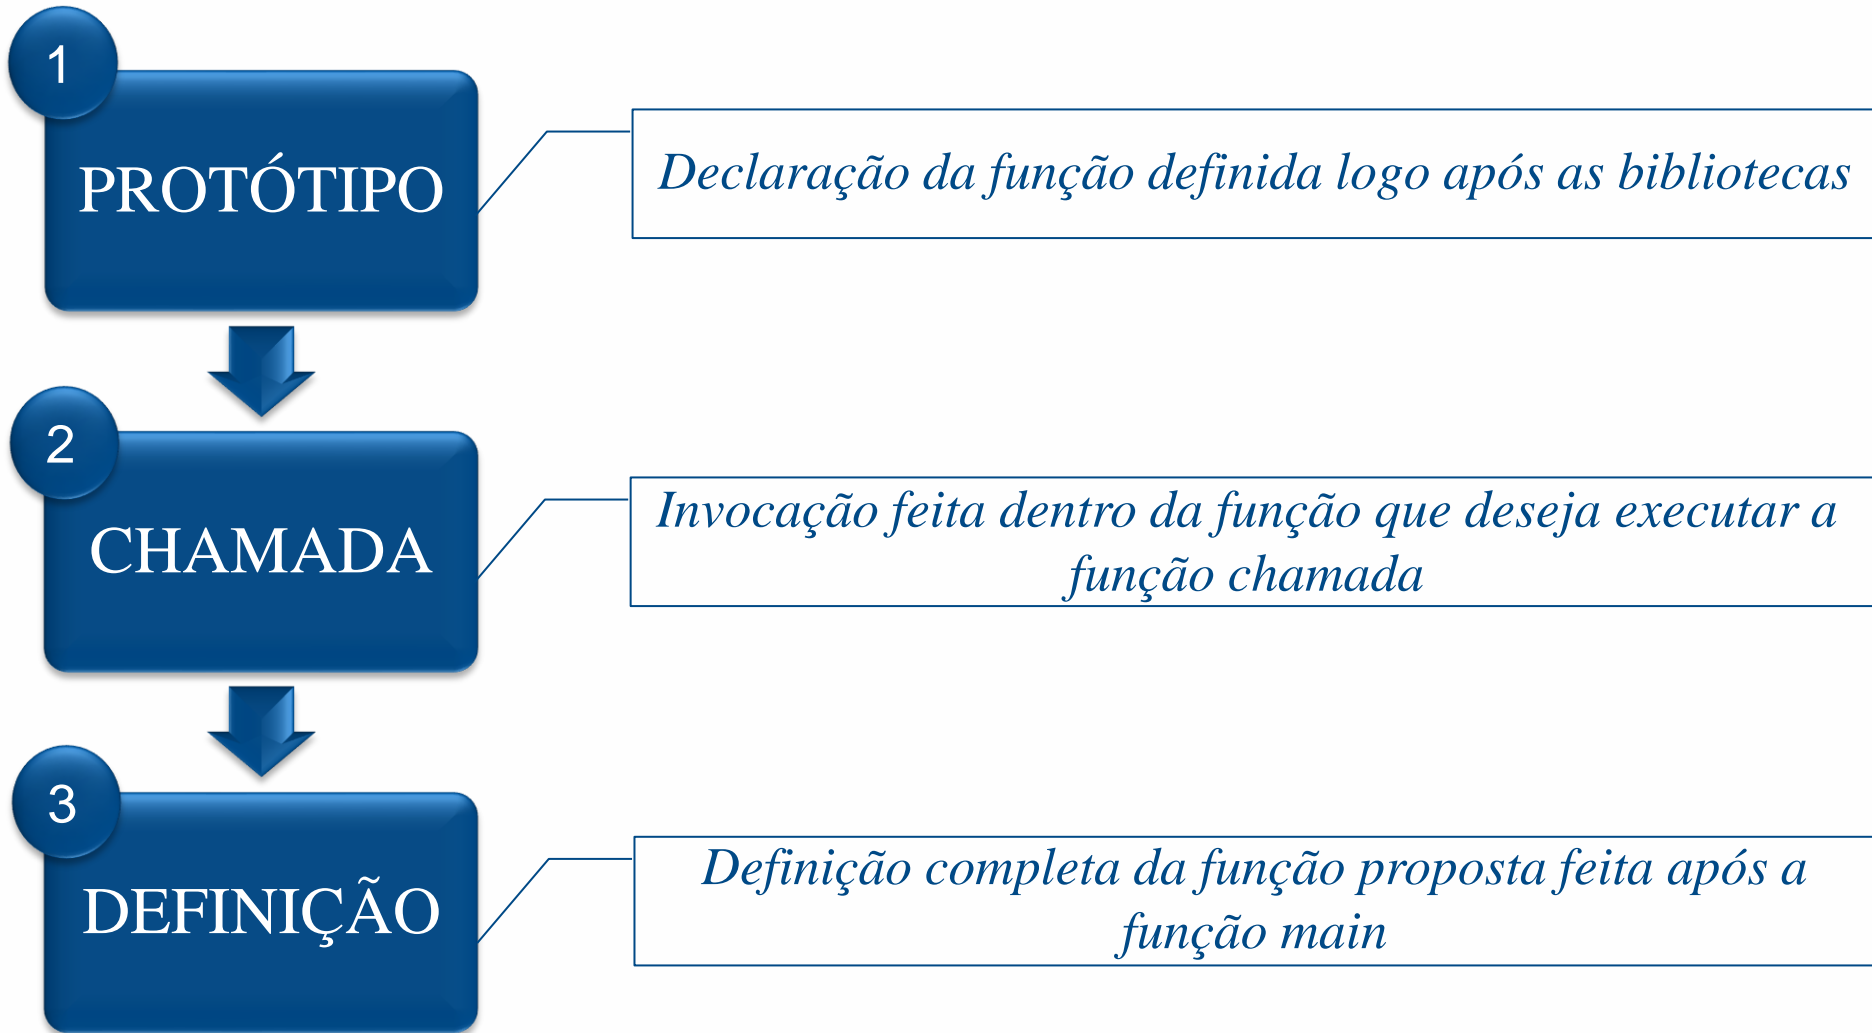 1
PROTÓTIPO
Declaração da função definida logo após as bibliotecas
2
CHAMADA
Invocação feita dentro da função que deseja executar a
função chamada
3
DEFINIÇÃO
Definição completa da função proposta feita após a
função main